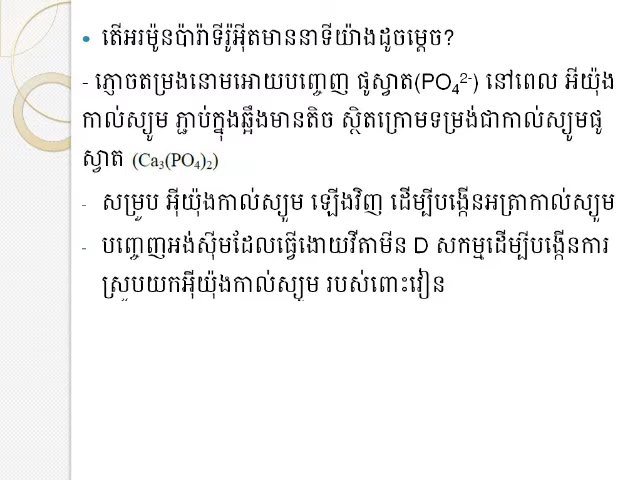 • តើអរម៉ូនប៉ារ៉ាទីរ៉ូអ៊ីតមាននាទីយ៉ាងដូចម្តេច?
- ភ្ញោចតម្រងនោមអោយបញ្ចេញ ផូស្វាត(PO₄²⁻) នៅពេល អ៊ីយ៉ុង
កាល់ស្យូម ភ្ជាប់ក្នុងឆ្អឹងមានតិច ស្ថិតក្រោមទម្រង់ជាកាល់ស្យូមផូ
ស្វាត (Ca₃(PO₄)₂)
- សម្រូប អ៊ីយ៉ុងកាល់ស្យូម ឡើងវិញ ដើម្បីបង្កើនអត្រាកាល់ស្យូម
- បញ្ចេញអង់ស៊ីមដែលធ្វើអោយវីតាមីន D សកម្មដើម្បីបង្កើនការ
ស្រូបយកអ៊ីយ៉ុងកាល់ស្យូម របស់ពោះវៀន